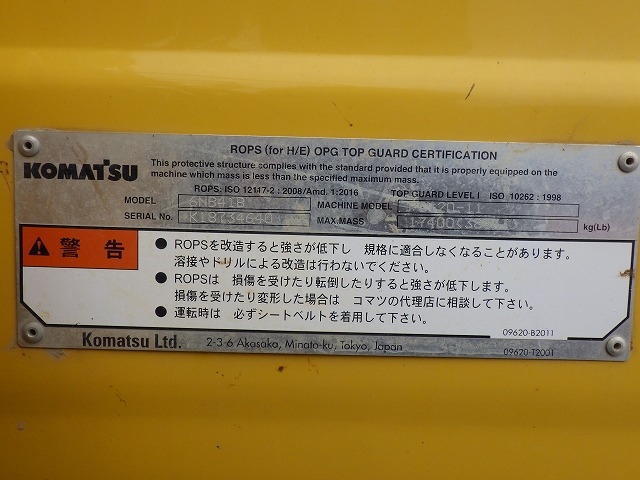 ROPS (for H/E) OPG TOP GUARD CERTIFICATION
KOMATSU
This protective structure complies with the standard provided that it is properly equipped on the
machine which mass is less than the specified maximum mass.
ROPS: ISO 12117-2 : 2008/Amd. 1:2016 TOP GUARD LEVEL I ISO 10262 : 1998
MODEL 6NB41B MACHINE MODEL
SERIAL No. K18T34640 MAX.MASS kg(Lb)
警告
● ROPSを改造すると強さが低下し 規格に適合しなくなることがあります。
溶接やドリルによる改造は行わないでください。
● ROPSは 損傷を受けたり転倒したりすると強さが低下します。
損傷を受けたり変形した場合は コマツの代理店に相談して下さい。
● 運転時は 必ずシートベルトを着用して下さい。
09620-B2011
Komatsu Ltd. 2-3-6 Akasaka, Minato-ku, Tokyo, Japan
09620-T2001